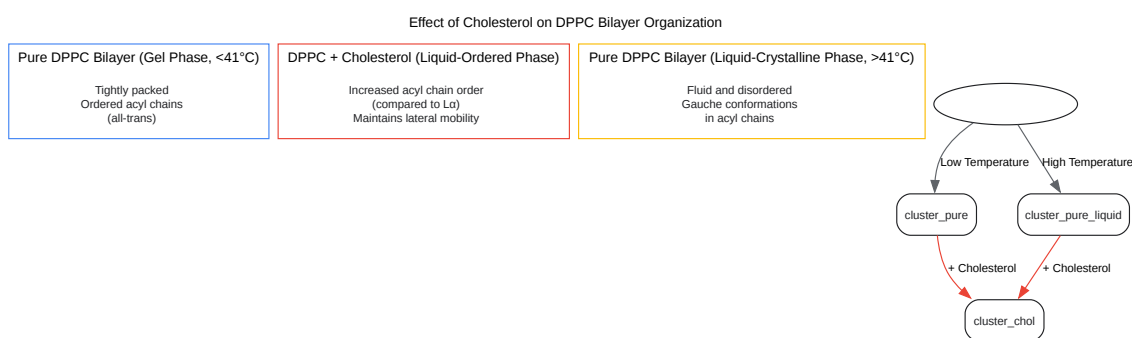 Effect of Cholesterol on DPPC Bilayer Organization
Pure DPPC Bilayer (Gel Phase, <41°C)
Tightly packed
Ordered acyl chains
(all-trans)
DPPC + Cholesterol (Liquid-Ordered Phase)
Increased acyl chain order
(compared to Lα)
Maintains lateral mobility
Pure DPPC Bilayer (Liquid-Crystalline Phase, >41°C)
Fluid and disordered
Gauche conformations
in acyl chains
Low Temperature
High Temperature
cluster_pure
cluster_pure_liquid
+ Cholesterol
+ Cholesterol
cluster_chol